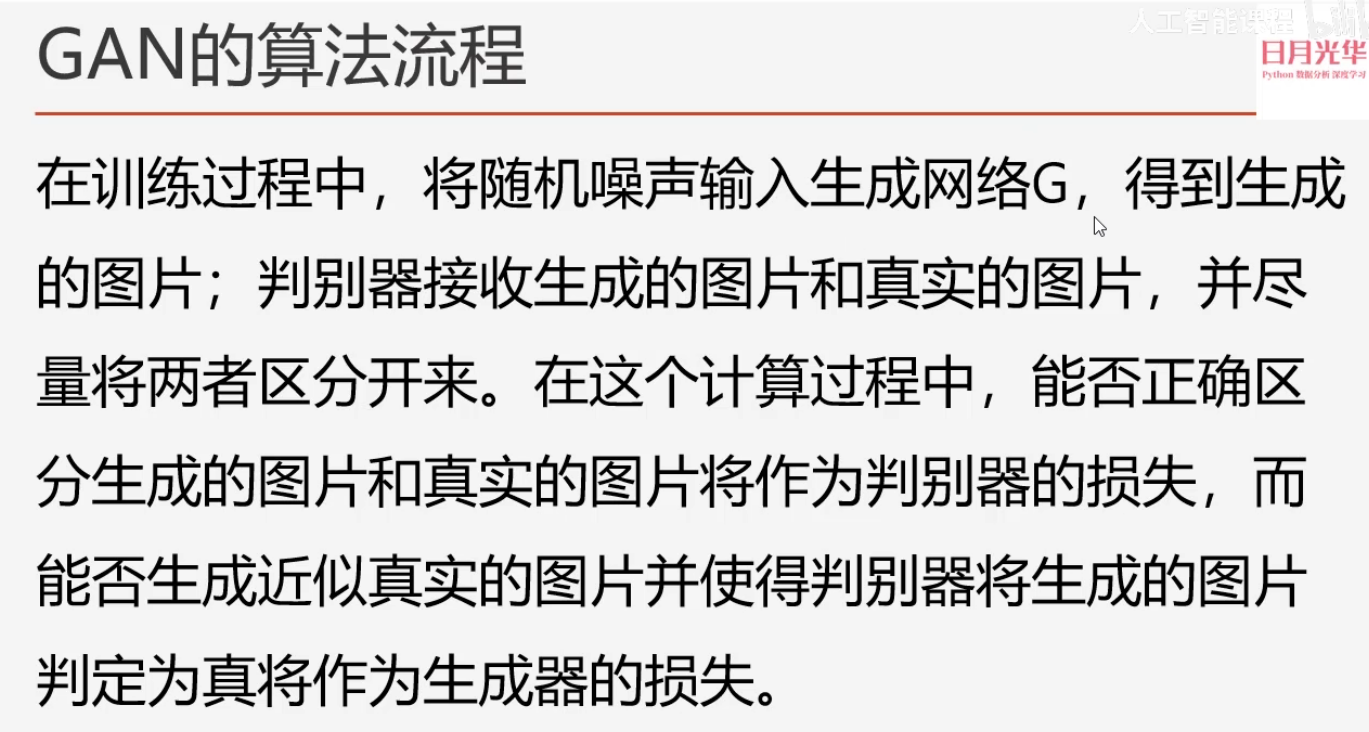 GAN的算法流程
人工智能课程
日月光华
Python 数据分析 深度学习
在训练过程中，将随机噪声输入生成网络G，得到生成
的图片；判别器接收生成的图片和真实的图片，并尽
量将两者区分开来。在这个计算过程中，能否正确区
分生成的图片和真实的图片将作为判别器的损失，而
能否生成近似真实的图片并使得判别器将生成的图片
判定为真将作为生成器的损失。